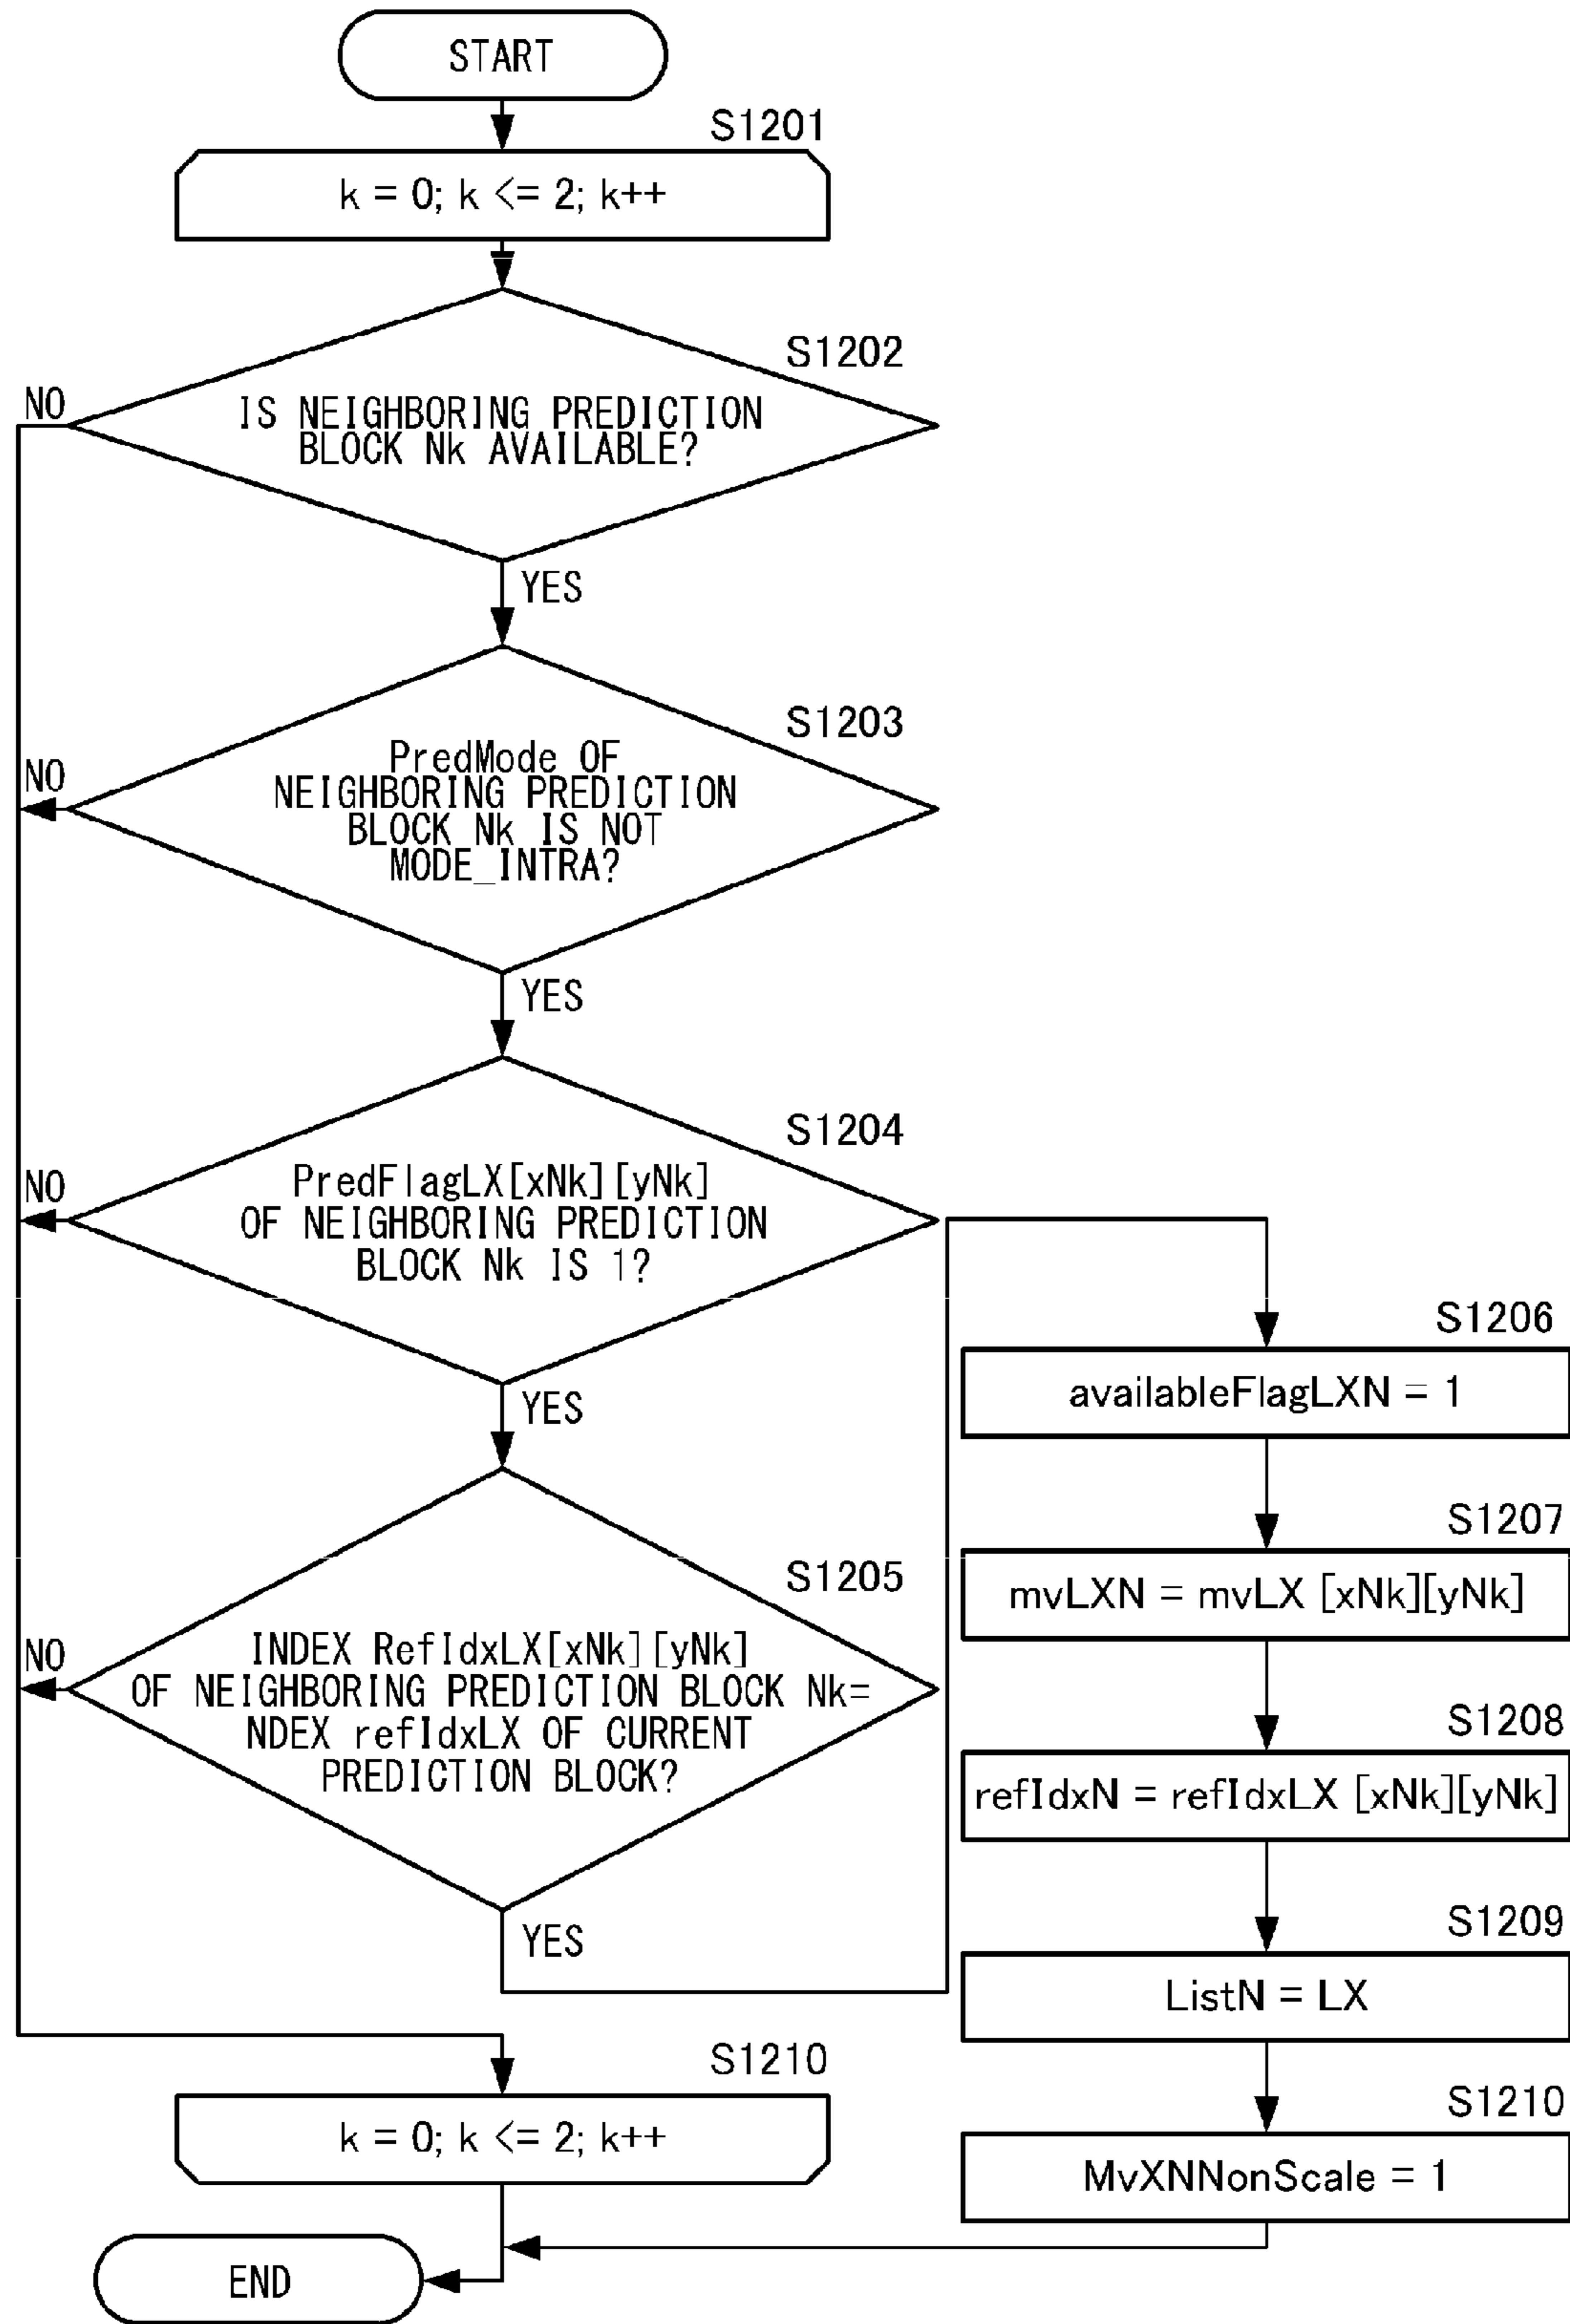 START
S1201
k = 0; k <= 2; k++
S1202
NO
IS NEIGHBORING PREDICTION
BLOCK Nk AVAILABLE?
YES
S1203
NO
PredMode OF
NEIGHBORING PREDICTION
BLOCK Nk IS NOT
MODE_INTRA?
YES
S1204
NO
PredFlagLX[xNk][yNk]
OF NEIGHBORING PREDICTION
BLOCK Nk IS 1?
YES
S1205
NO
INDEX RefIdxLX[xNk][yNk]
OF NEIGHBORING PREDICTION BLOCK Nk=
NDEX refIdxLX OF CURRENT
PREDICTION BLOCK?
YES
S1206
availableFlagLXN = 1
S1207
mvLXN = mvLX [xNk][yNk]
S1208
refIdxN = refIdxLX [xNk][yNk]
S1209
ListN = LX
S1210
MvXNNonScale = 1
S1210
k = 0; k <= 2; k++
END